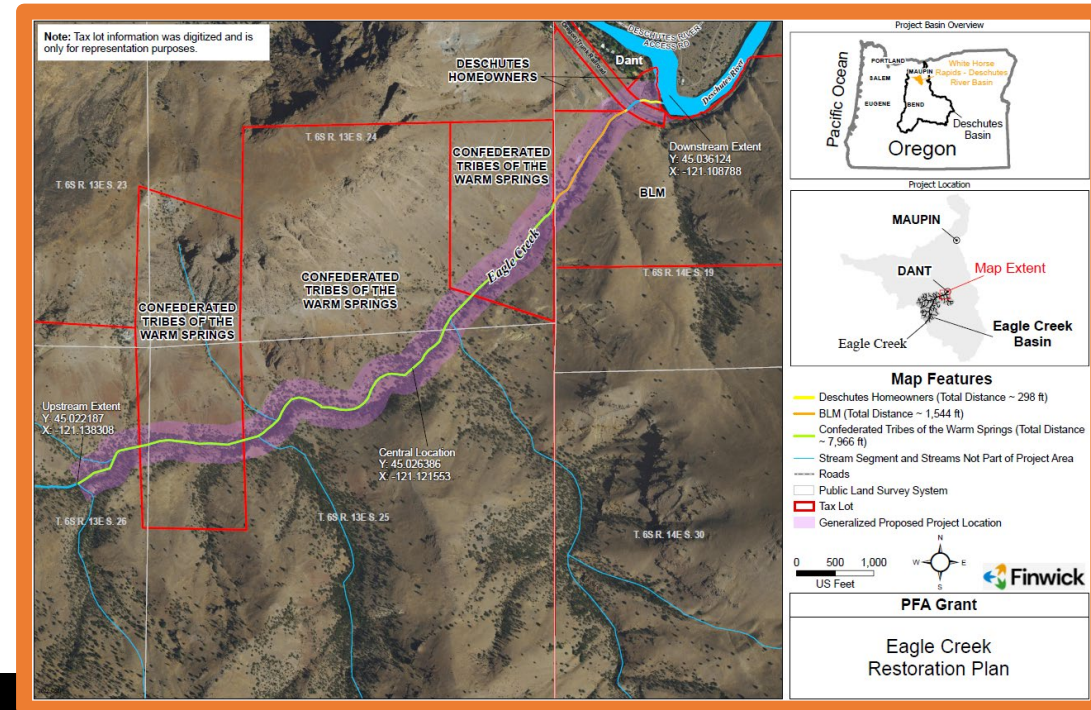 Note: Tax lot information was digitized and is
only for representation purposes.
DESCHUTES RIVER
ACCESS RD
DESCHUTES
HOMEOWNERS
Dant
Deschutes River
T. 6S R. 13E S. 24
CONFEDERATED
TRIBES OF THE
WARM SPRINGS
Downstream Extent
Y: 45.036124
X: -121.108788
BLM
T. 6S R. 13E S. 23
Eagle Creek
T. 6S R. 14E S. 19
CONFEDERATED
TRIBES OF THE
WARM SPRINGS
CONFEDERATED
TRIBES OF THE
WARM SPRINGS
Upstream Extent
Y: 45.022187
X: -121.138308
Central Location
Y: 45.026386
X: -121.121553
T. 6S R. 13E S. 26
T. 6S R. 13E S. 25
T. 6S R. 14E S. 30
Project Basin Overview
Pacific Ocean
PORTLAND
SALEM
EUGENE
MAUPIN
BEND
White Horse
Rapids - Deschutes
River Basin
Deschutes
Basin
Oregon
Project Location
MAUPIN
DANT
Map Extent
Eagle Creek
Eagle Creek
Basin
Map Features
Deschutes Homeowners (Total Distance ~ 298 ft)
BLM (Total Distance ~ 1,544 ft)
Confederated Tribes of the Warm Springs (Total Distance
~ 7,966 ft)
Stream Segment and Streams Not Part of Project Area
Roads
Public Land Survey System
Tax Lot
Generalized Proposed Project Location
0 500 1,000
US Feet
N
W E
S
Finwick
PFA Grant
Eagle Creek
Restoration Plan